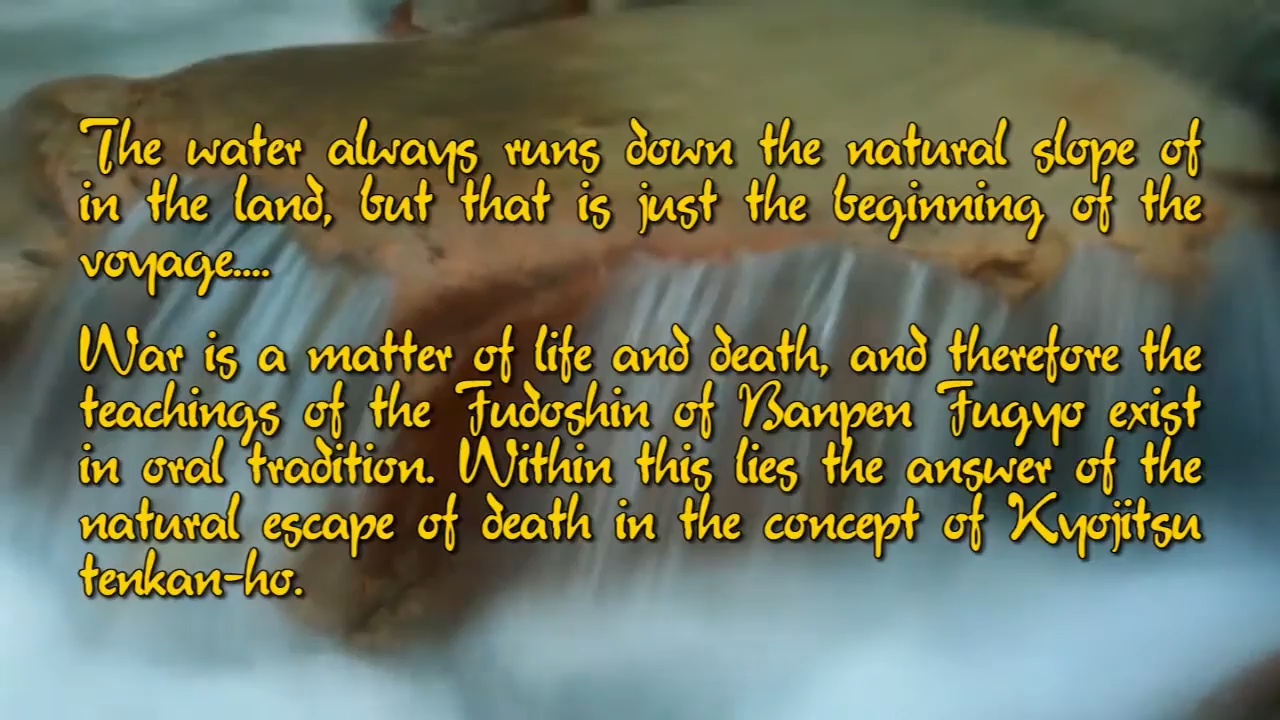 The water always runs down the natural slope of
in the land, but that is just the beginning of the
voyage....
War is a matter of life and death, and therefore the
teachings of the Fudoshin of Banpen Fugyo exist
in oral tradition. Within this lies the answer of the
natural escape of death in the concept of Kyojitsu
tenkan-ho.